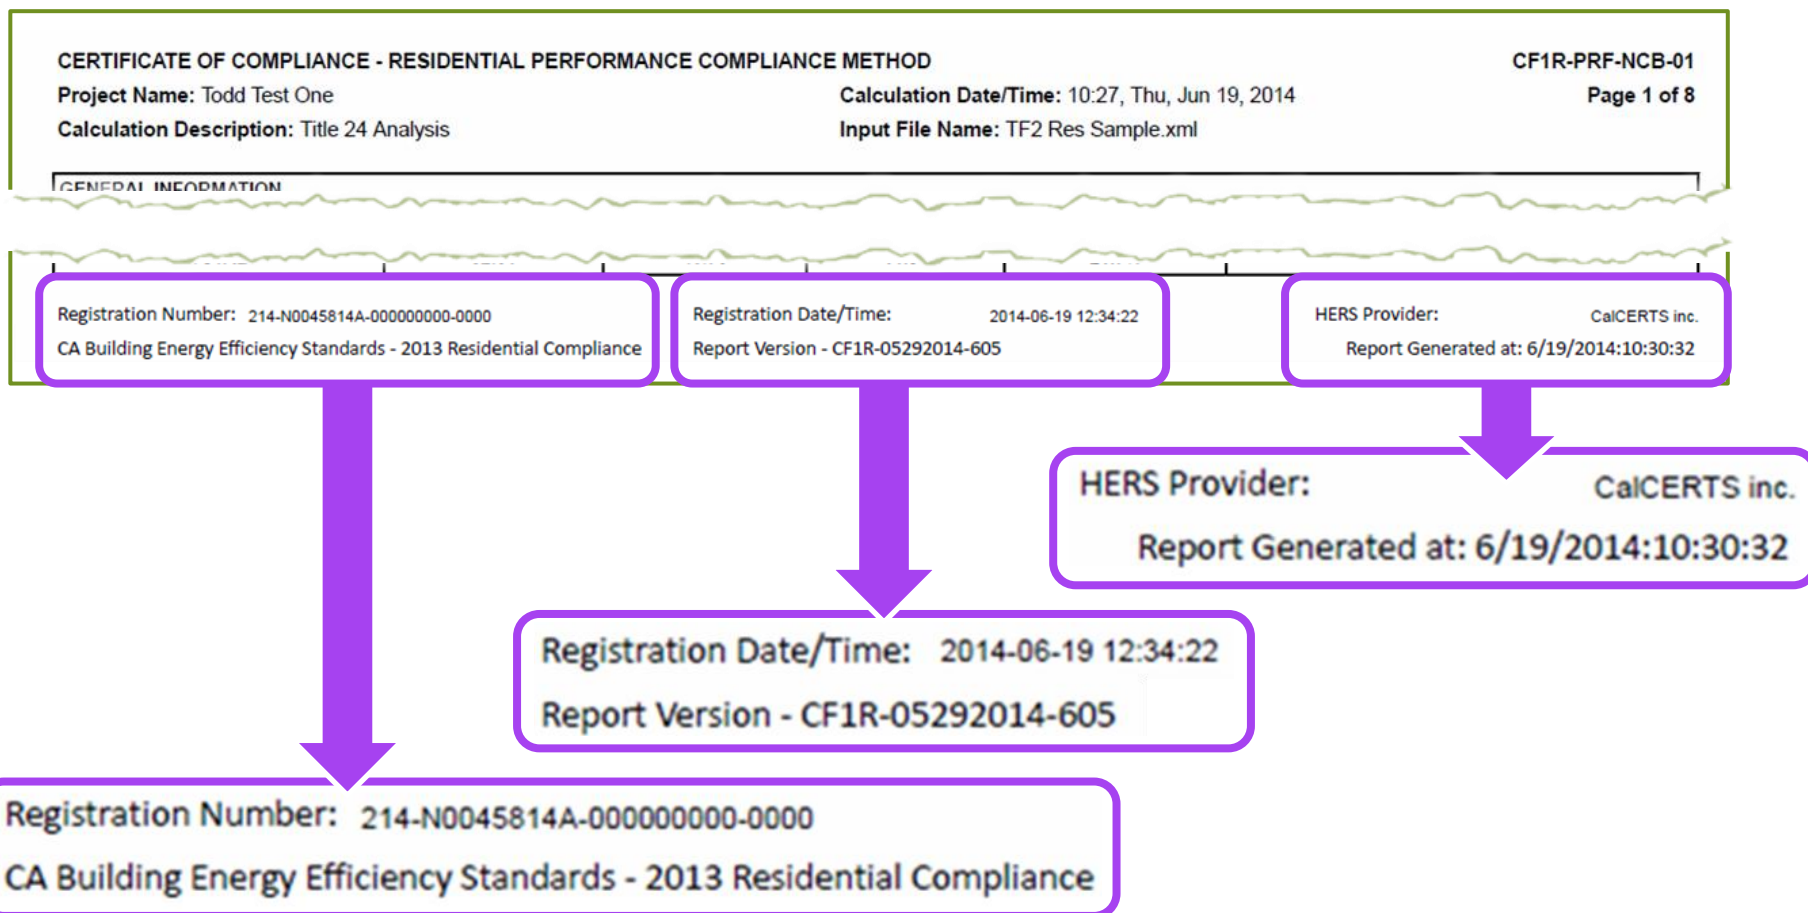 CERTIFICATE OF COMPLIANCE - RESIDENTIAL PERFORMANCE COMPLIANCE METHOD CF1R-PRF-NCB-01
Project Name: Todd Test One Calculation Date/Time: 10:27, Thu, Jun 19, 2014 Page 1 of 8
Calculation Description: Title 24 Analysis Input File Name: TF2 Res Sample.xml
GENERAL INFORMATION
Registration Number: 214-N0045814A-000000000-0000 Registration Date/Time: 2014-06-19 12:34:22 HERS Provider: CalCERTS inc.
CA Building Energy Efficiency Standards - 2013 Residential Compliance Report Version - CF1R-05292014-605 Report Generated at: 6/19/2014:10:30:32
HERS Provider: CalCERTS inc.
Report Generated at: 6/19/2014:10:30:32
Registration Date/Time: 2014-06-19 12:34:22
Report Version - CF1R-05292014-605
Registration Number: 214-N0045814A-000000000-0000
CA Building Energy Efficiency Standards - 2013 Residential Compliance